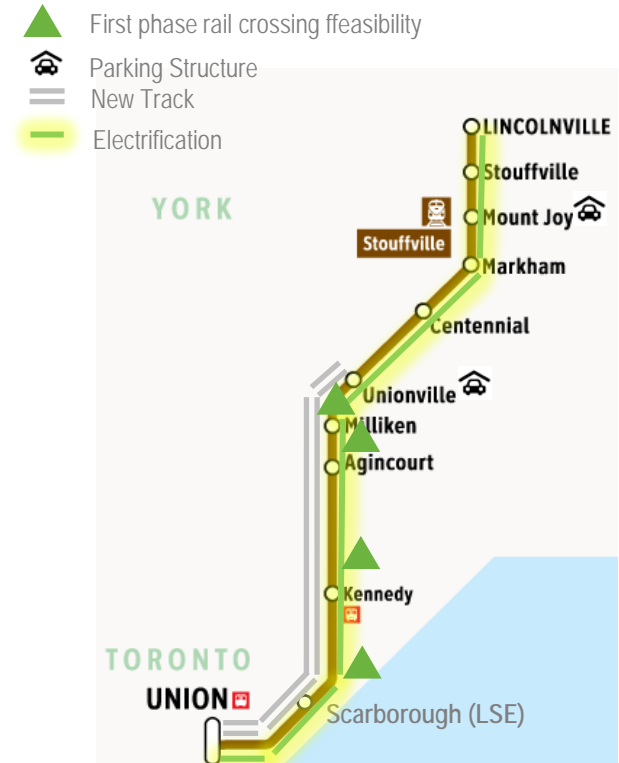 First phase rail crossing ffeasibility
Parking Structure
New Track
Electrification
LINCOLNVILLE
YORK
Stouffville
Mount Joy
Stouffville
Markham
Centennial
Unionville
Milliken
Agincourt
Kennedy
TORONTO
UNION
Scarborough (LSE)